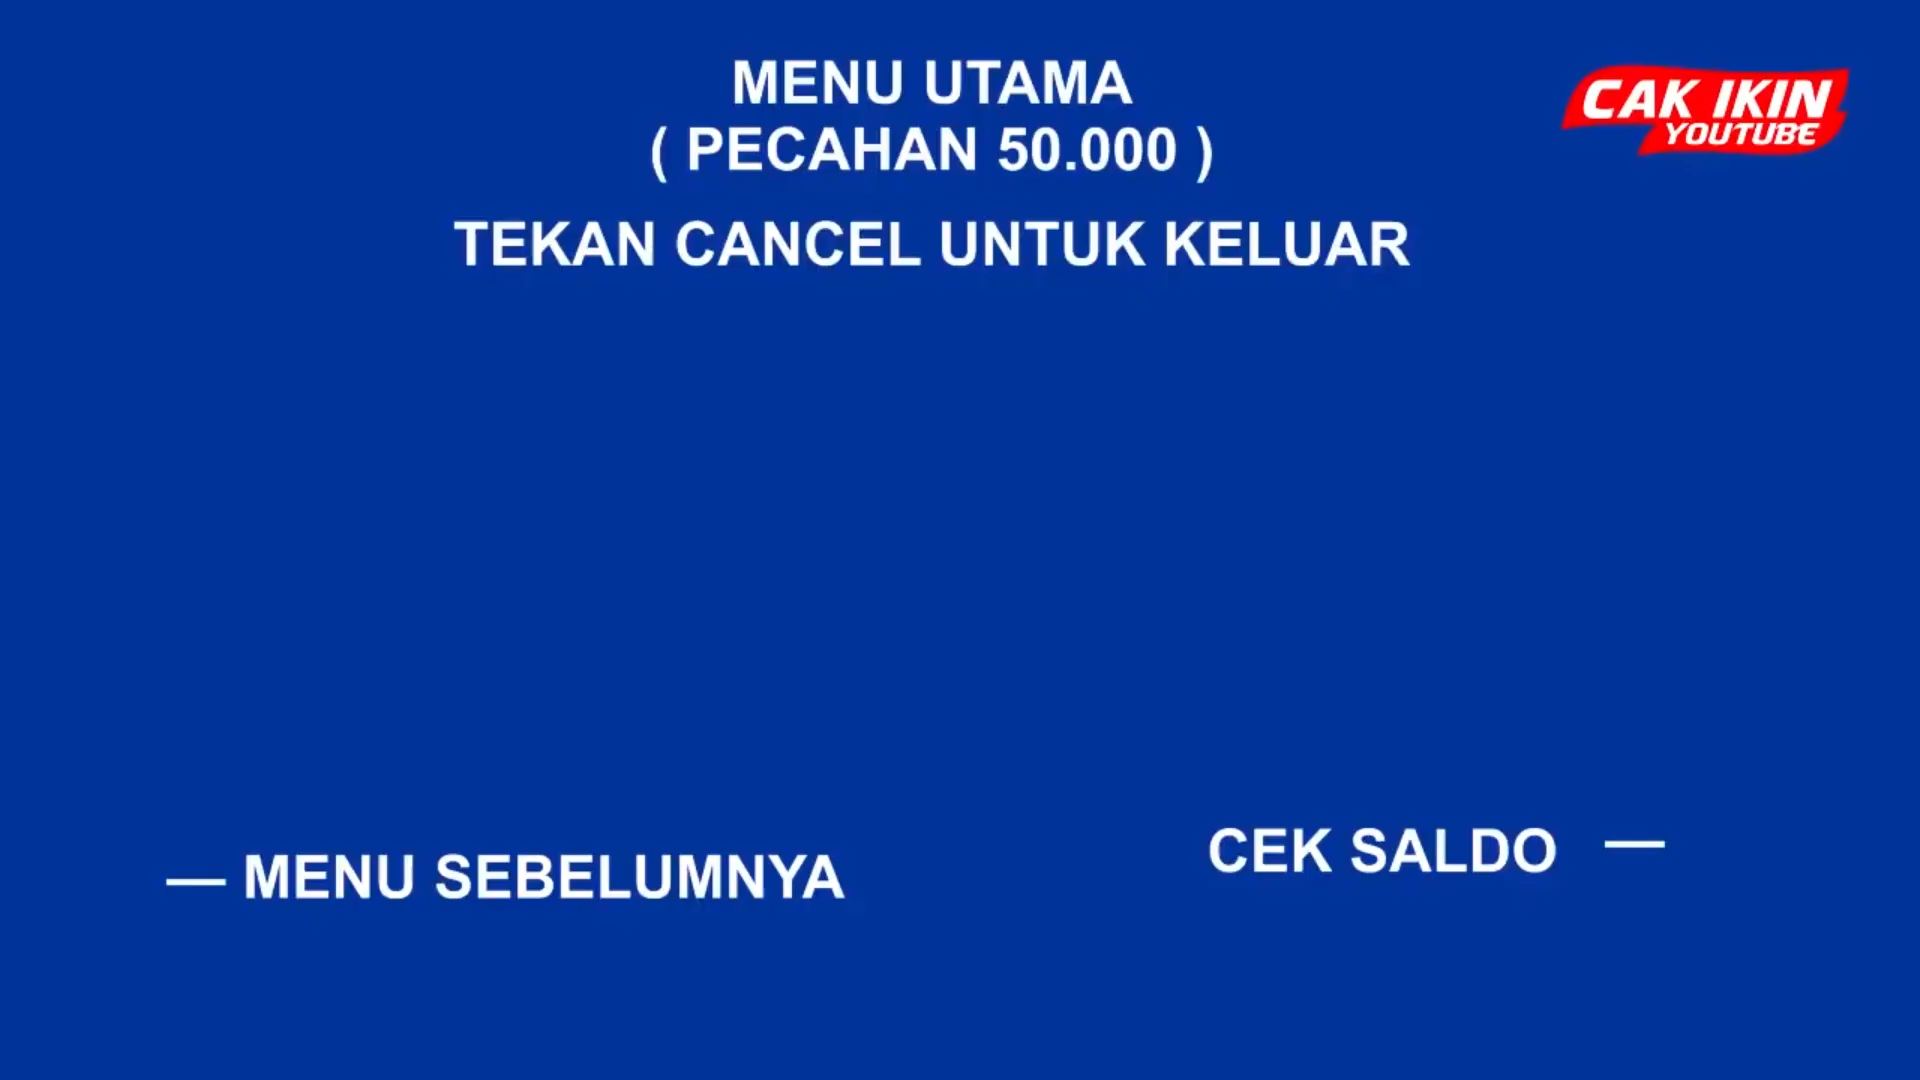 MENU UTAMA
( PECAHAN 50.000 )
TEKAN CANCEL UNTUK KELUAR
CAK IKIN
YOUTUBE
— MENU SEBELUMNYA
CEK SALDO —